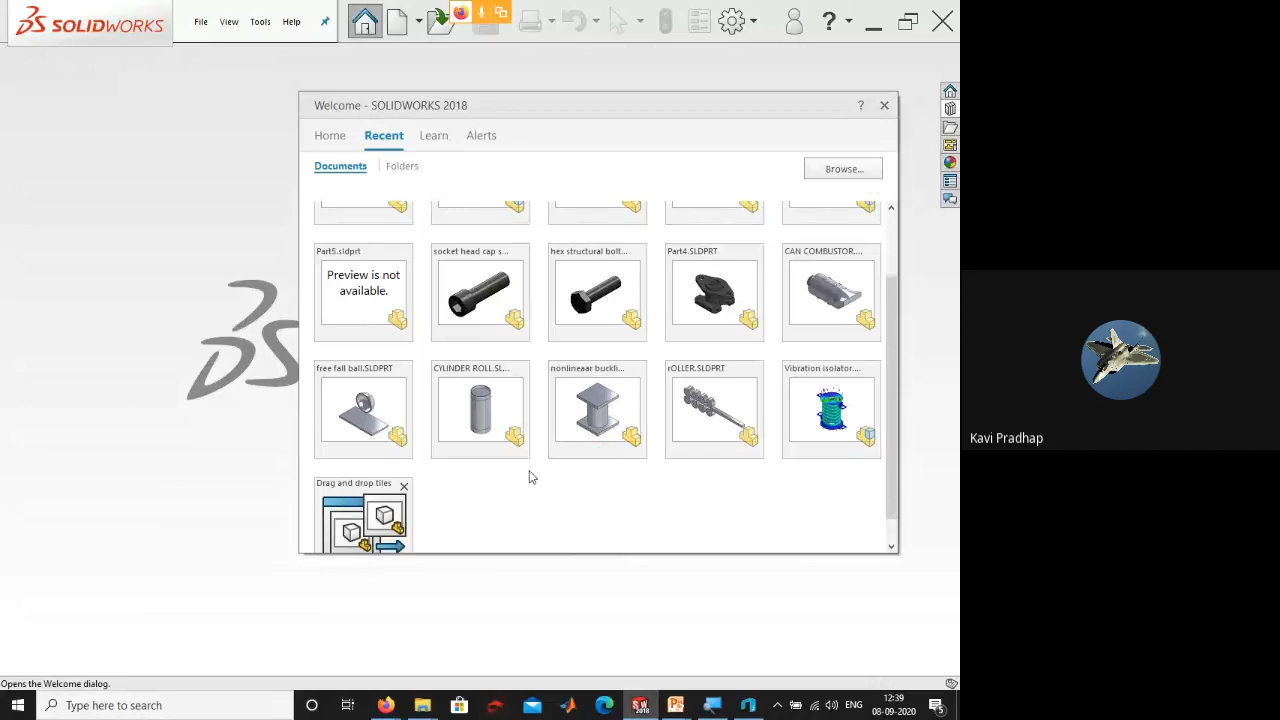 SOLIDWORKS
File View Tools Help
?
Welcome - SOLIDWORKS 2018
?
Home Recent Learn Alerts
Documents Folders
Browse...
Part5.sldprt socket head cap s... hex structural bolt... Part4.SLDPRT CAN COMBUSTOR....
Preview is not
available.
free fall ball.SLDPRT CYLINDER ROLL.SL... nonlineaar buckli... rOLLER.SLDPRT Vibration isolator....
Drag and drop tiles
Kavi Pradhap
Opens the Welcome dialog.
Type here to search
ENG
12:39
08-09-2020
5